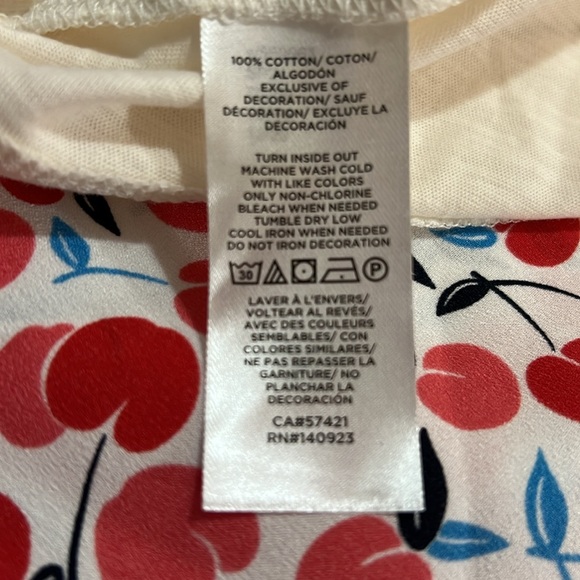 100% COTTON/ COTON/
ALGODÓN
EXCLUSIVE OF
DECORATION/ SAUF
DÉCORATION/ EXCLUYE LA
DECORACIÓN
TURN INSIDE OUT
MACHINE WASH COLD
WITH LIKE COLORS
ONLY NON-CHLORINE
BLEACH WHEN NEEDED
TUMBLE DRY LOW
COOL IRON WHEN NEEDED
DO NOT IRON DECORATION
30 P
LAVER À L'ENVERS/
VOLTEAR AL REVÉS/
AVEC DES COULEURS
SEMBLABLES/ CON
COLORES SIMILARES/
NE PAS REPASSER LA
GARNITURE/ NO
PLANCHAR LA
DECORACIÓN
CA#57421
RN#140923